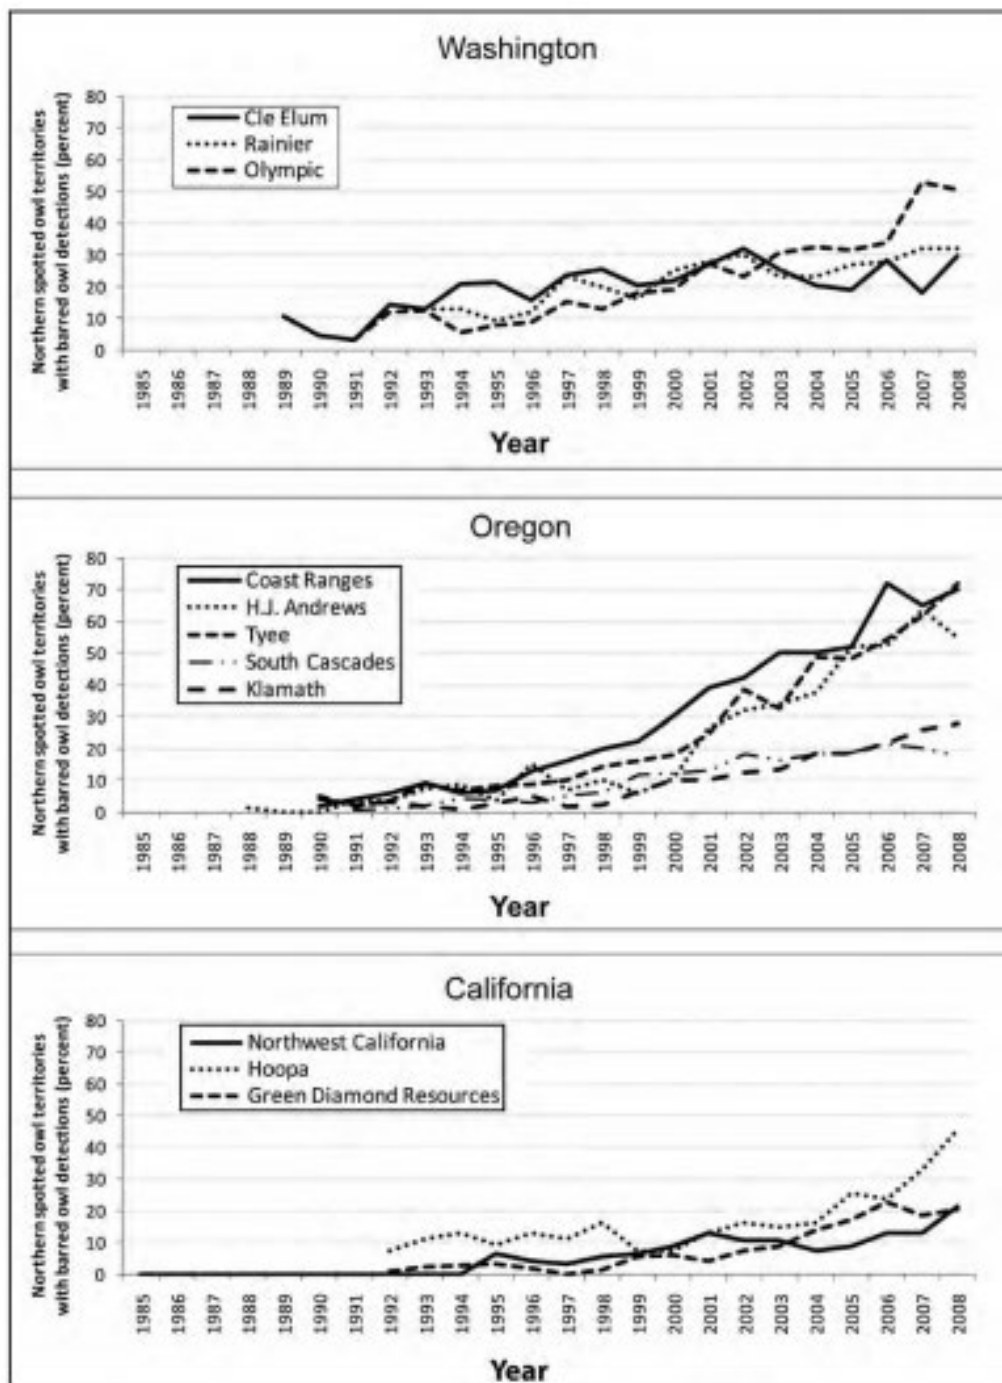 Washington
Northern spotted owl territories
with barred owl detections (percent)
80
70
60
50
40
30
20
10
0
Cle Elum
Rainier
Olympic
1985 1986 1987 1988 1989 1990 1991 1992 1993 1994 1995 1996 1997 1998 1999 2000 2001 2002 2003 2004 2005 2006 2007 2008
Year
Oregon
Northern spotted owl territories
with barred owl detections (percent)
80
70
60
50
40
30
20
10
0
Coast Ranges
H.J. Andrews
Tyee
South Cascades
Klamath
1985 1986 1987 1988 1989 1990 1991 1992 1993 1994 1995 1996 1997 1998 1999 2000 2001 2002 2003 2004 2005 2006 2007 2008
Year
California
Northern spotted owl territories
with barred owl detections (percent)
80
70
60
50
40
30
20
10
0
Northwest California
Hoopa
Green Diamond Resources
1985 1986 1987 1988 1989 1990 1991 1992 1993 1994 1995 1996 1997 1998 1999 2000 2001 2002 2003 2004 2005 2006 2007 2008
Year